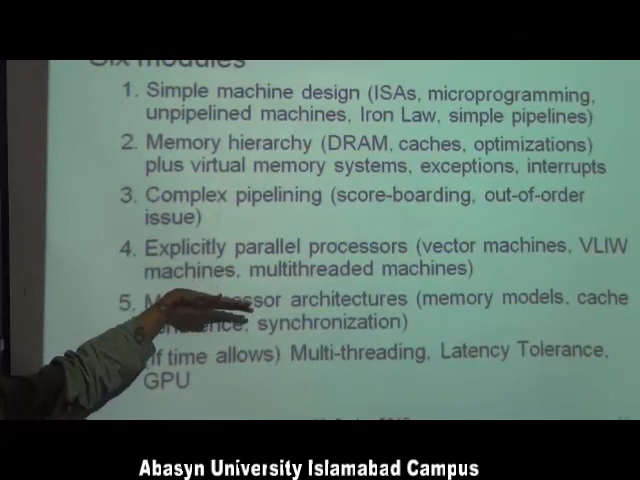 Six modules
1. Simple machine design (ISAs, microprogramming,
unpipelined machines, Iron Law, simple pipelines)
2. Memory hierarchy (DRAM, caches, optimizations)
plus virtual memory systems, exceptions, interrupts
3. Complex pipelining (score-boarding, out-of-order
issue)
4. Explicitly parallel processors (vector machines, VLIW
machines, multithreaded machines)
5. architectures (memory models, cache
synchronization)
(If time allows) Multi-threading, Latency Tolerance,
GPU
Abasyn University Islamabad Campus